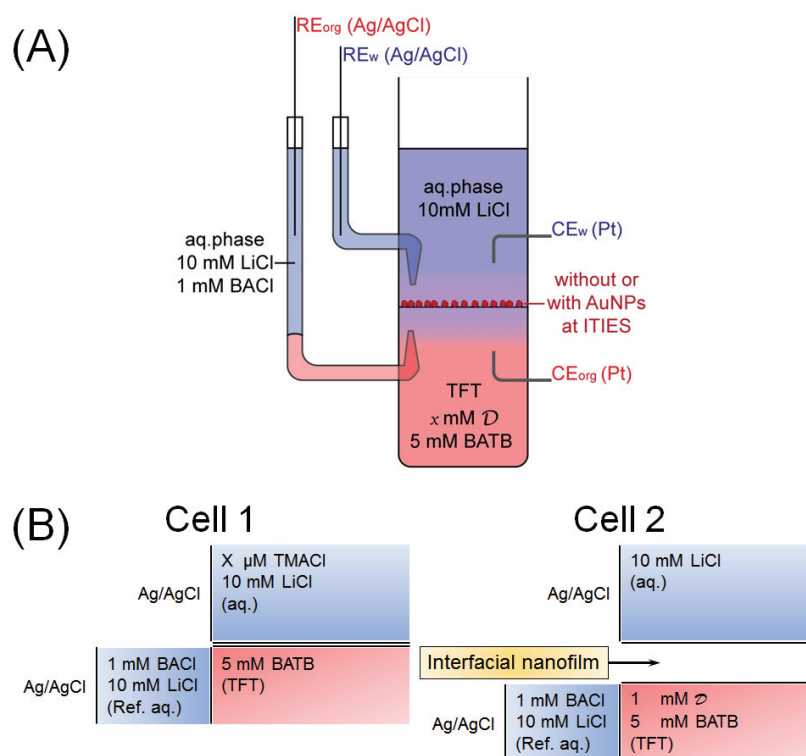 (A)
REorg (Ag/AgCl)
REw (Ag/AgCl)
aq.phase
10mM LiCl
CEw (Pt)
aq.phase
10 mM LiCl
1 mM BACl
without or
with AuNPs
at ITIES
CEorg (Pt)
TFT
x mM 𝒟
5 mM BATB
(B)
Cell 1
Cell 2
X µM TMACl
10 mM LiCl
(aq.)
Ag/AgCl
1 mM BACl
10 mM LiCl
(Ref. aq.)
Ag/AgCl
5 mM BATB
(TFT)
10 mM LiCl
(aq.)
Ag/AgCl
Interfacial nanofilm
Ag/AgCl
1 mM BACl
10 mM LiCl
(Ref. aq.)
1 mM 𝒟
5 mM BATB
(TFT)